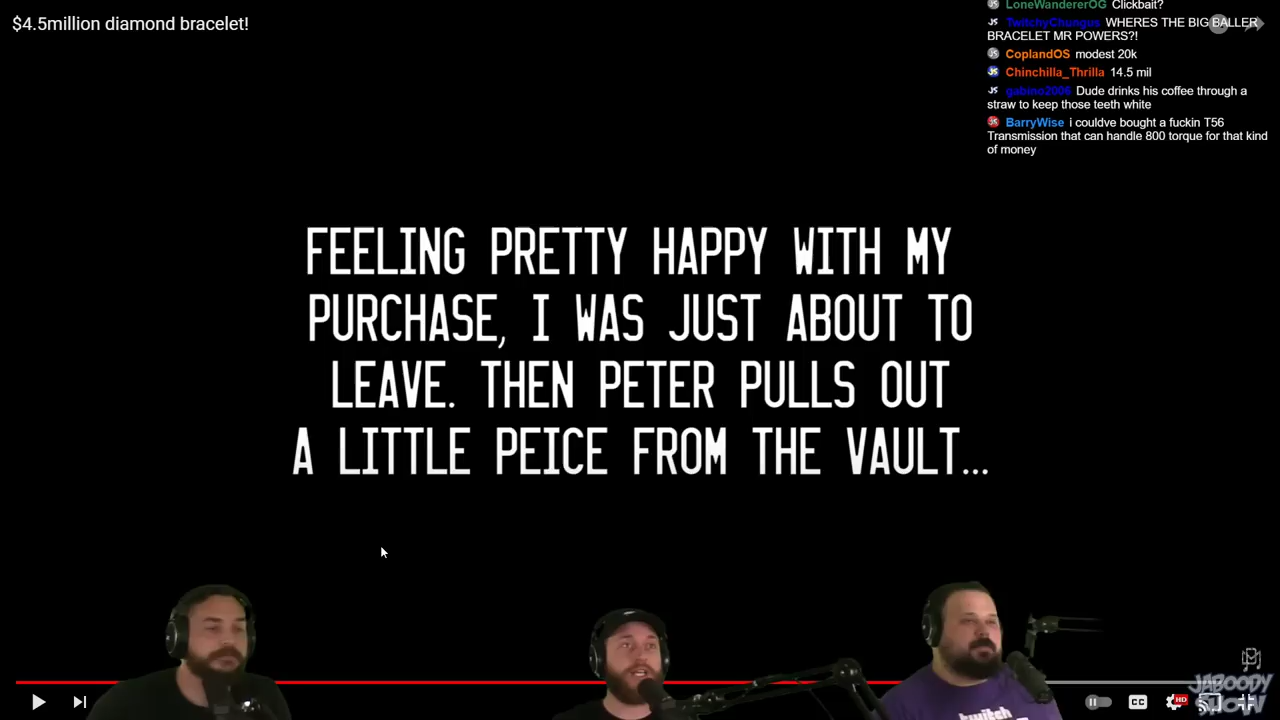 $4.5million diamond bracelet!
LoneWandererOG Clickbait?
TwitchyChungus WHERES THE BIG BALLER
BRACELET MR POWERS?!
CoplandOS modest 20k
Chinchilla_Thrilla 14.5 mil
gabino2006 Dude drinks his coffee through a
straw to keep those teeth white
BarryWise i couldve bought a fuckin T56
Transmission that can handle 800 torque for that kind
of money
FEELING PRETTY HAPPY WITH MY
PURCHASE, I WAS JUST ABOUT TO
LEAVE. THEN PETER PULLS OUT
A LITTLE PEICE FROM THE VAULT...
JABOODY
SHOW
CC
HD
twitch